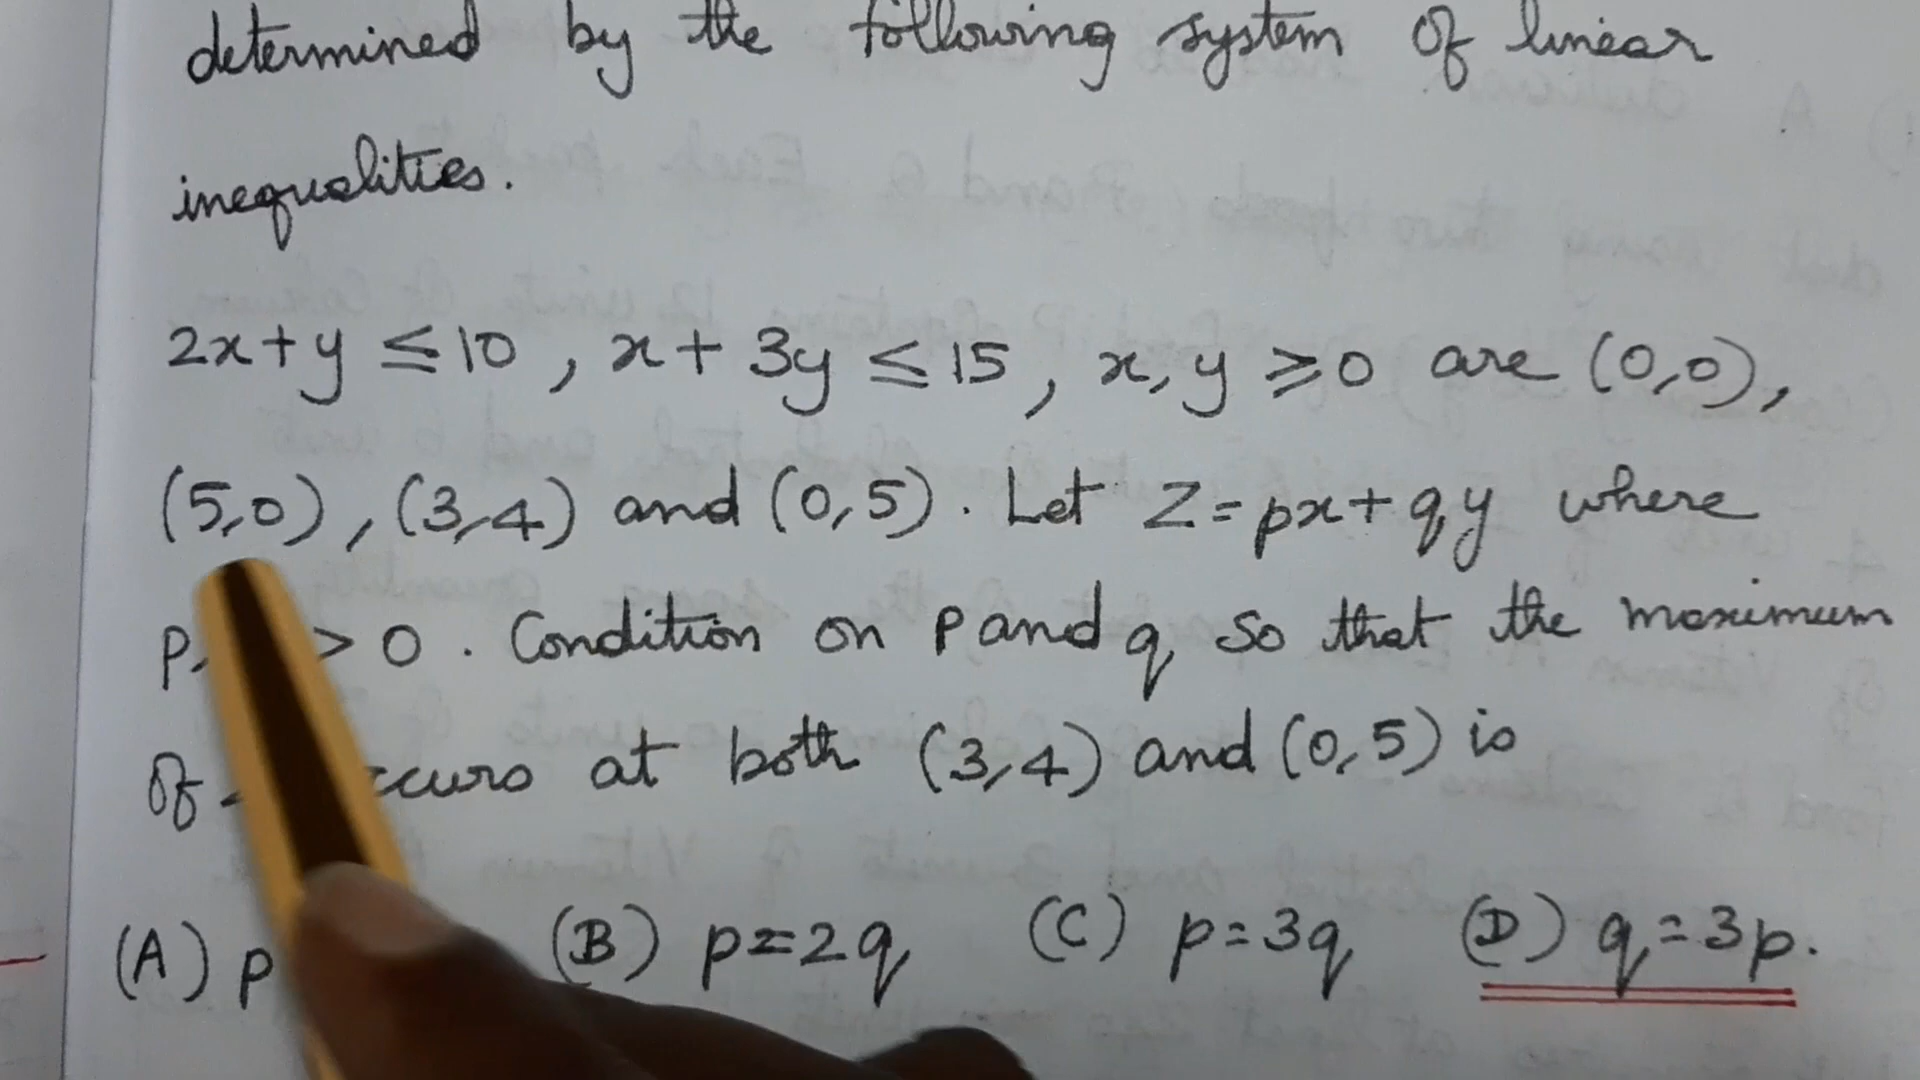 determined by the following system of linear
inequalities.
2x+y ≤ 10, x + 3y ≤ 15, x, y ≥ 0 are (0,0),
(5,0), (3,4) and (0,5). Let Z = px + qy where
p, > 0. Condition on p and q so that the maximum
of occurs at both (3,4) and (0,5) is
(A) p (B) p = 2q (C) p = 3q (D) q = 3p.